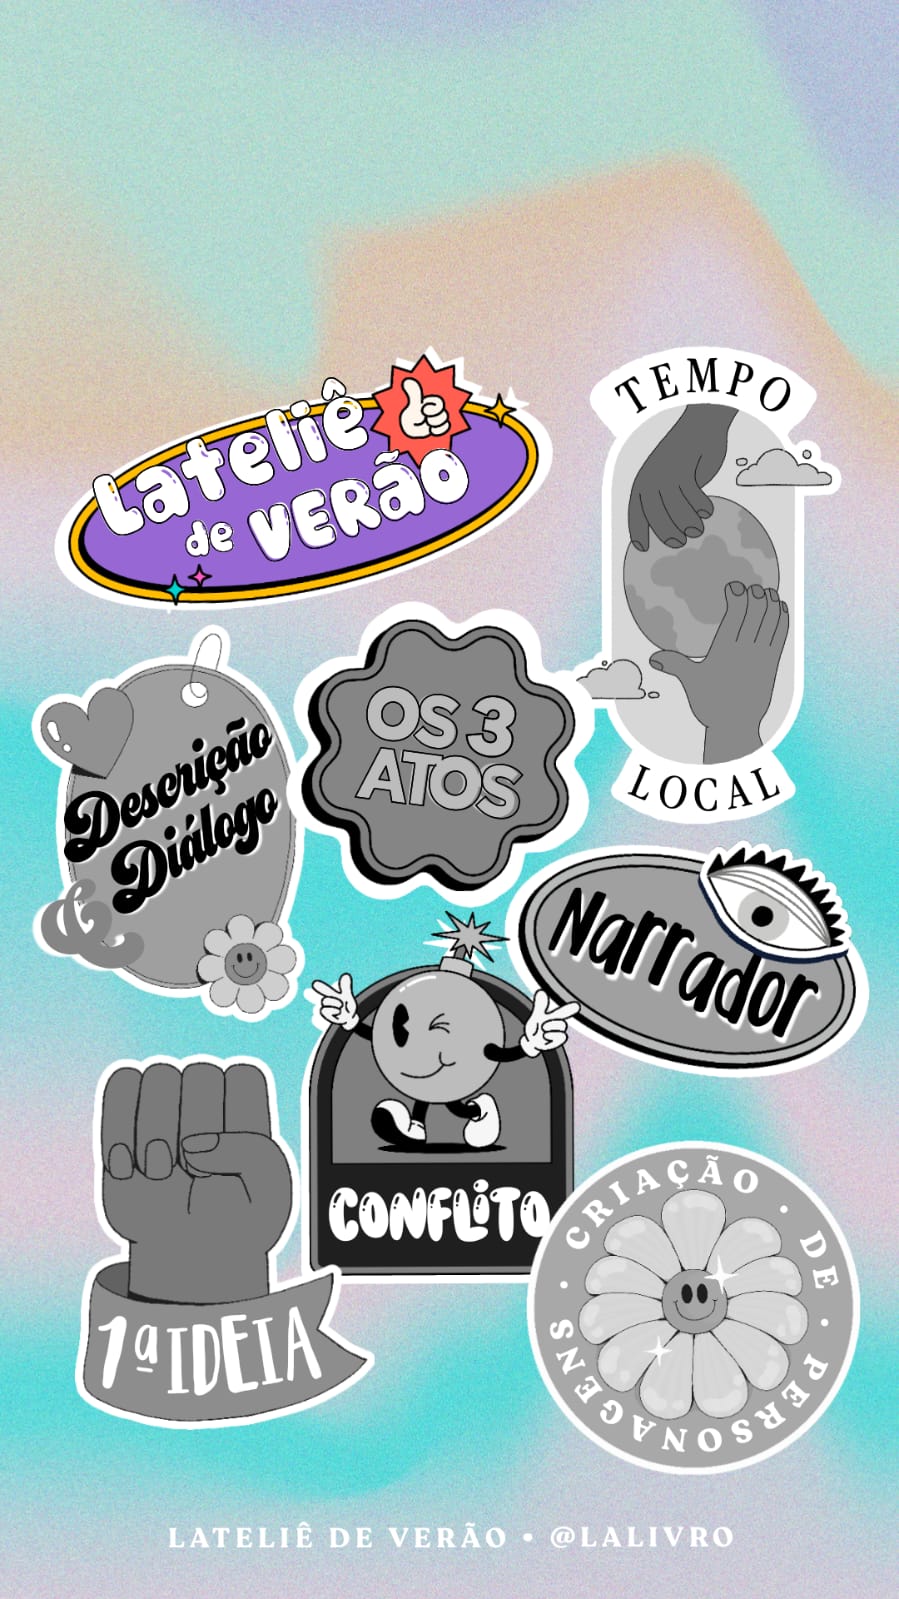 Lateliê
de VERÃO
TEMPO
LOCAL
Descrição
&
Diálogo
OS 3
ATOS
Narrador
CONFLITO
1ª IDEIA
CRIAÇÃO · DE · PERSONAGENS ·
LATELIÊ DE VERÃO • @LALIVRO